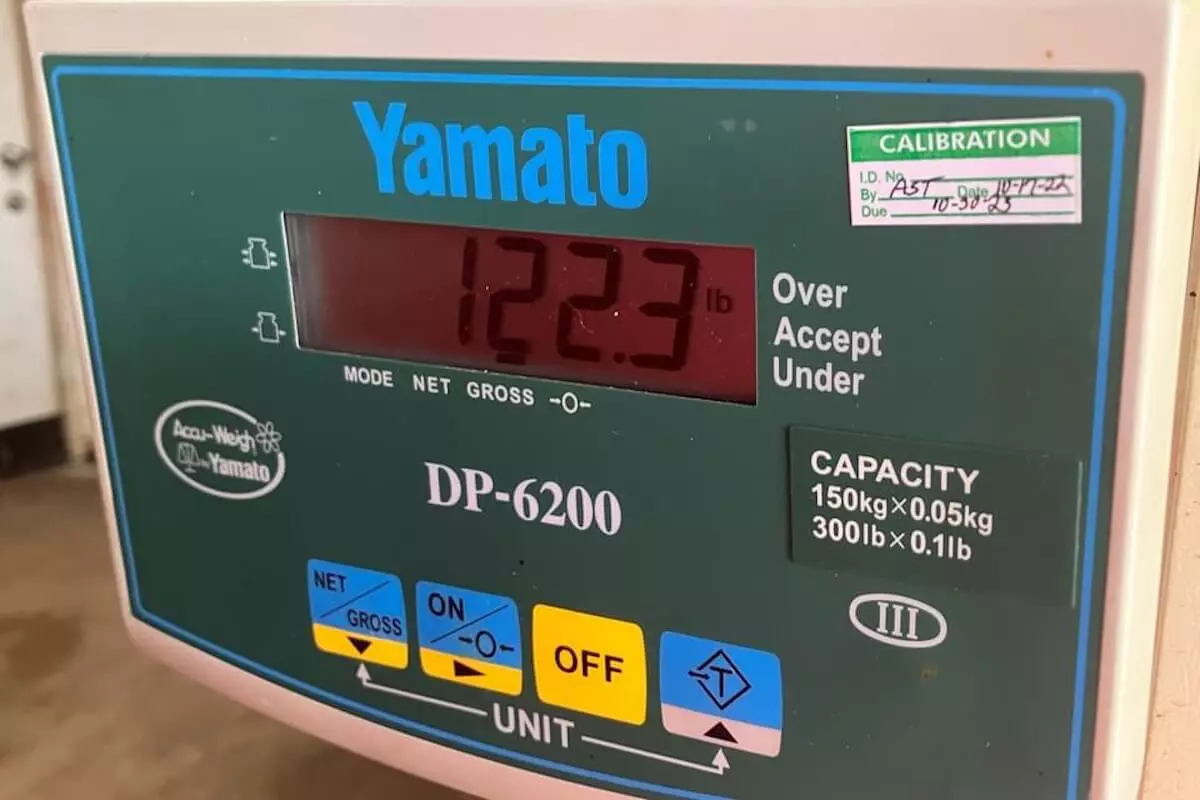 Yamato
CALIBRATION
I.D. No.
By AST Date 10-17-22
Due 10-30-23
122.3 lb
Over
Accept
Under
MODE NET GROSS →O←
Accu-Weigh
by Yamato
DP-6200
CAPACITY
150kg×0.05kg
300lb×0.1lb
III
NET
GROSS
ON
→O←
OFF
T
UNIT